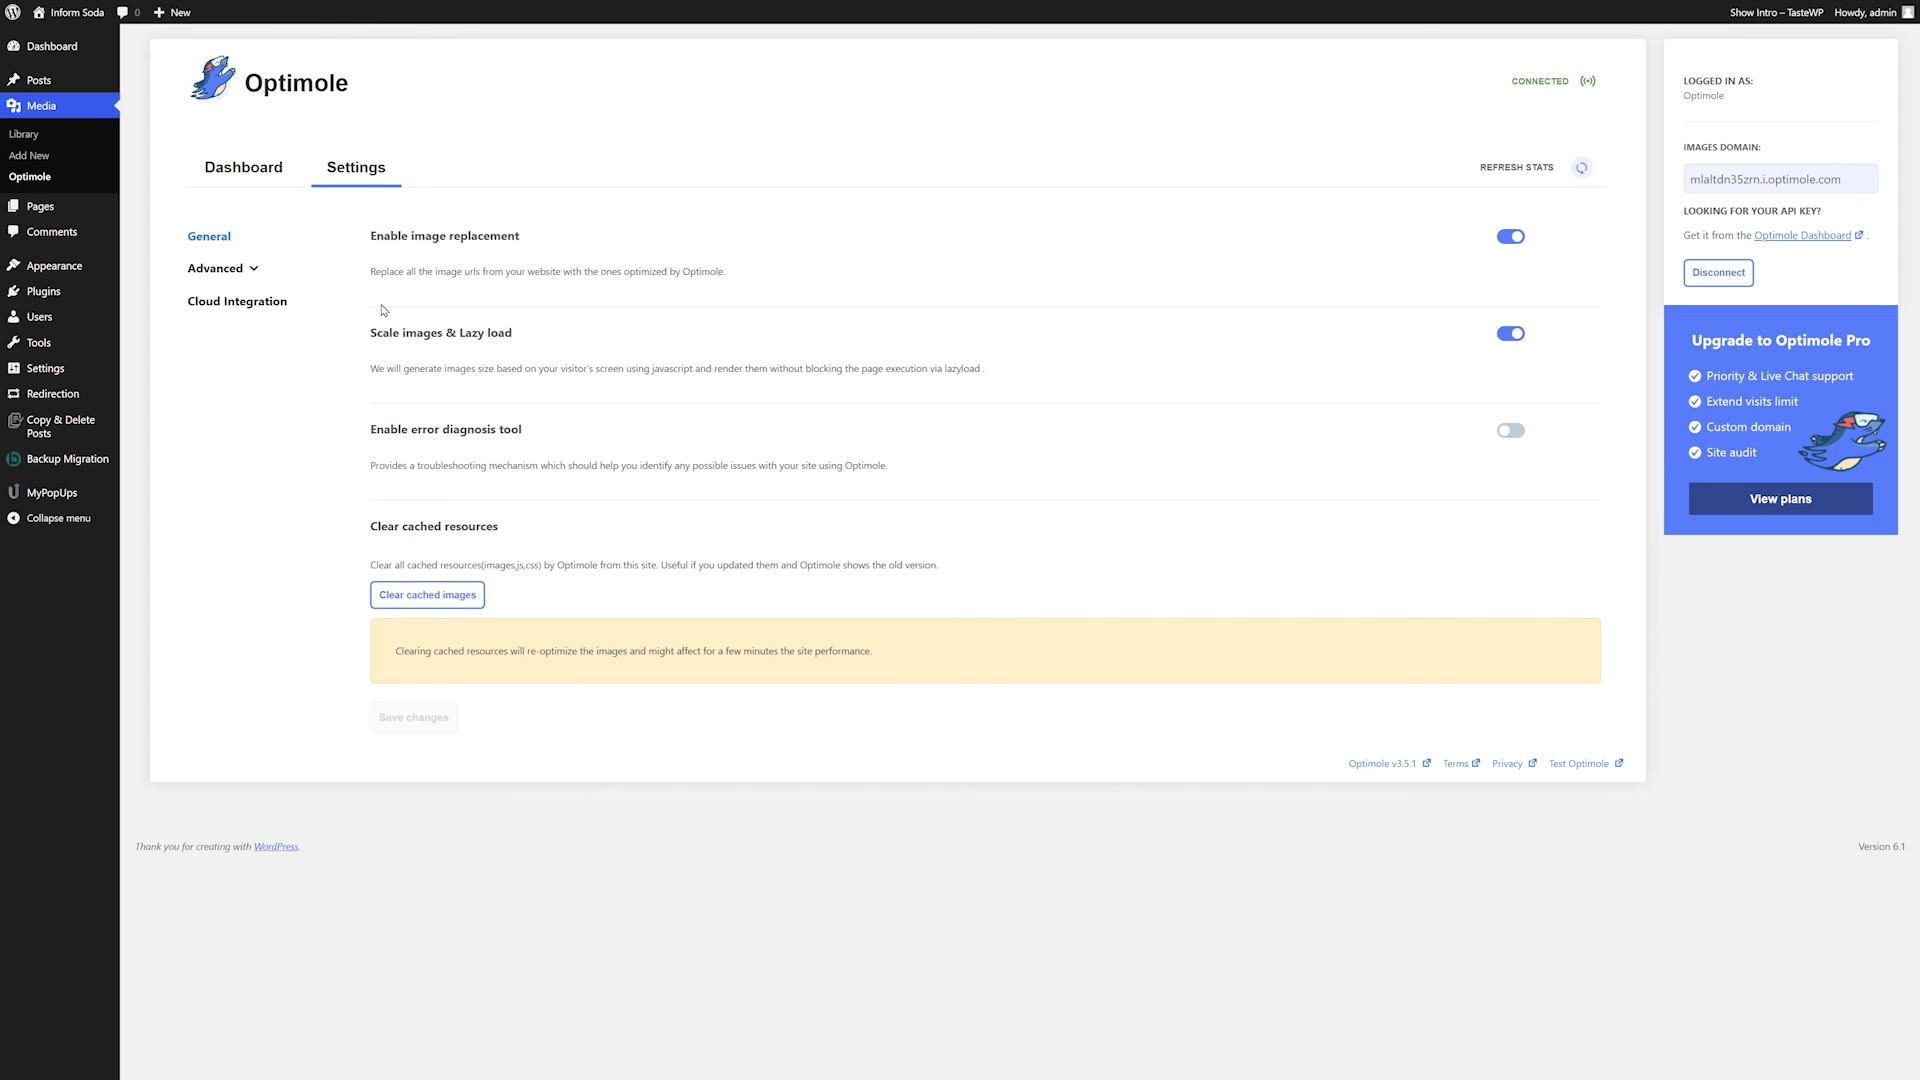 Inform Soda
0
New
Show Intro – TasteWP
Howdy, admin
Dashboard
Posts
Media
Library
Add New
Optimole
Pages
Comments
Appearance
Plugins
Users
Tools
Settings
Redirection
Copy & Delete
Posts
Backup Migration
MyPopUps
Collapse menu
Optimole
CONNECTED
Dashboard
Settings
REFRESH STATS
General
Advanced
Cloud Integration
Enable image replacement
Replace all the image urls from your website with the ones optimized by Optimole.
Scale images & Lazy load
We will generate images size based on your visitor's screen using javascript and render them without blocking the page execution via lazyload .
Enable error diagnosis tool
Provides a troubleshooting mechanism which should help you identify any possible issues with your site using Optimole.
Clear cached resources
Clear all cached resources(images,js,css) by Optimole from this site. Useful if you updated them and Optimole shows the old version.
Clear cached images
Clearing cached resources will re-optimize the images and might affect for a few minutes the site performance.
Save changes
Optimole v3.5.1
Terms
Privacy
Test Optimole
LOGGED IN AS:
Optimole
IMAGES DOMAIN:
mlaltdn35zrn.i.optimole.com
LOOKING FOR YOUR API KEY?
Get it from the Optimole Dashboard .
Disconnect
Upgrade to Optimole Pro
Priority & Live Chat support
Extend visits limit
Custom domain
Site audit
View plans
Thank you for creating with WordPress.
Version 6.1